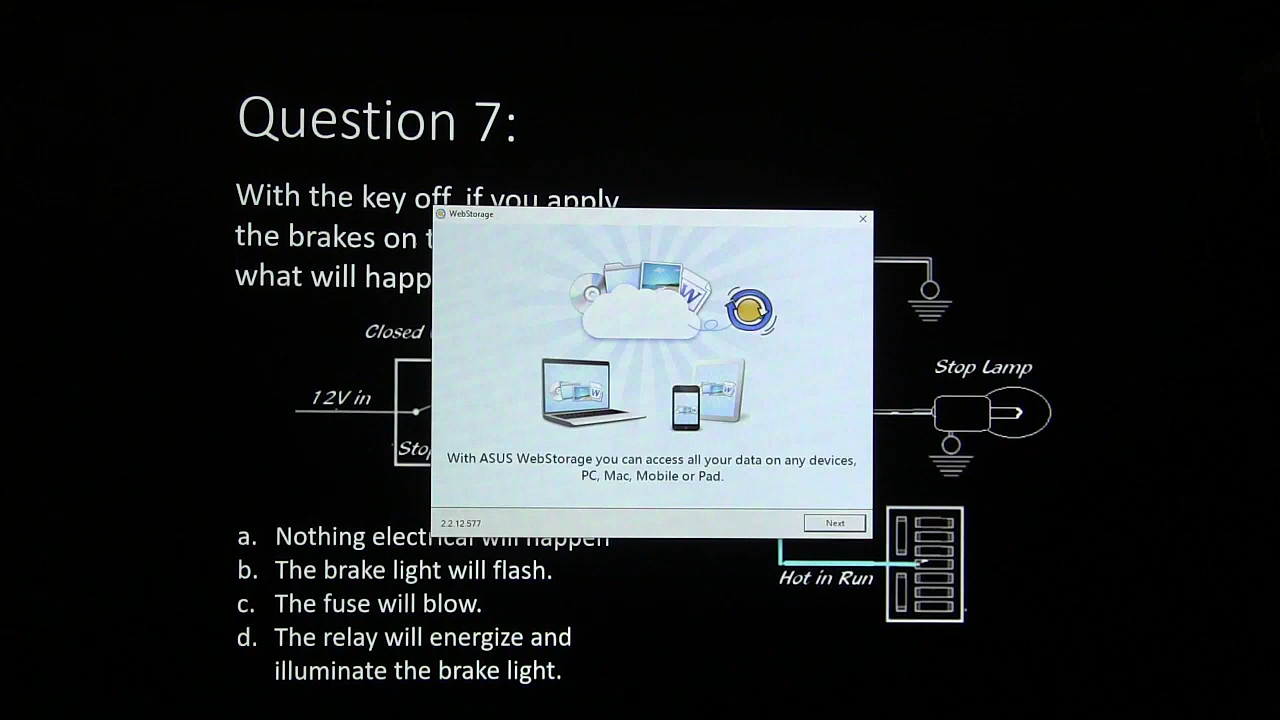 Question 7:
With the key off, if you apply
the brakes on
what will happ
WebStorage
Closed
12V in
Stop Lamp
With ASUS WebStorage you can access all your data on any devices,
PC, Mac, Mobile or Pad.
2.2.12.577
Next
a. Nothing electrical will happen
b. The brake light will flash.
c. The fuse will blow.
d. The relay will energize and
illuminate the brake light.
Hot in Run